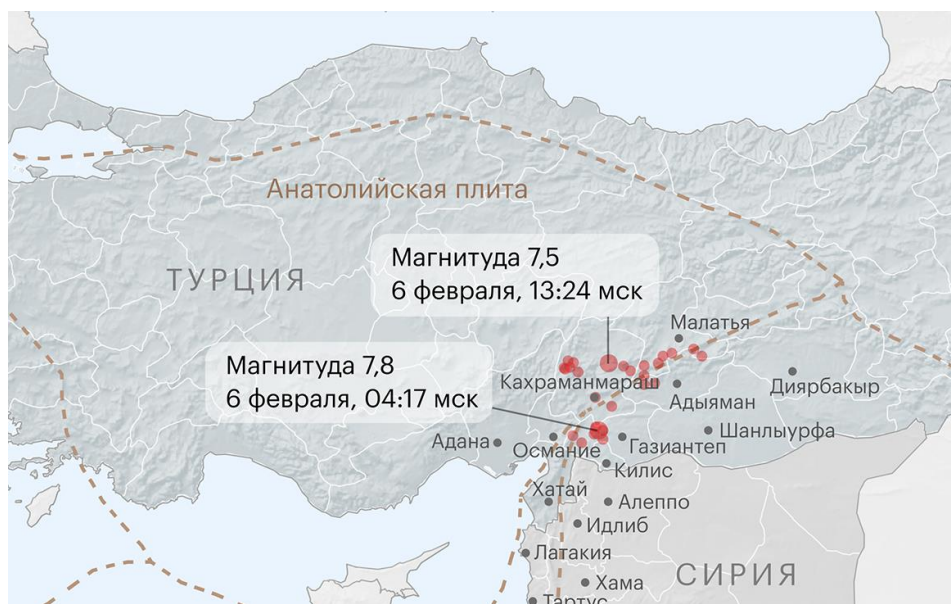 Анатолийская плита
Магнитуда 7,5
6 февраля, 13:24 мск
ТУРЦИЯ
Малатья
Магнитуда 7,8
6 февраля, 04:17 мск
Кахраманмараш
Диярбакыр
Адыяман
Шанлыурфа
Адана
Османие
Газиантеп
Килис
Хатай
Алеппо
Идлиб
Латакия
СИРИЯ
Хама
Тартус